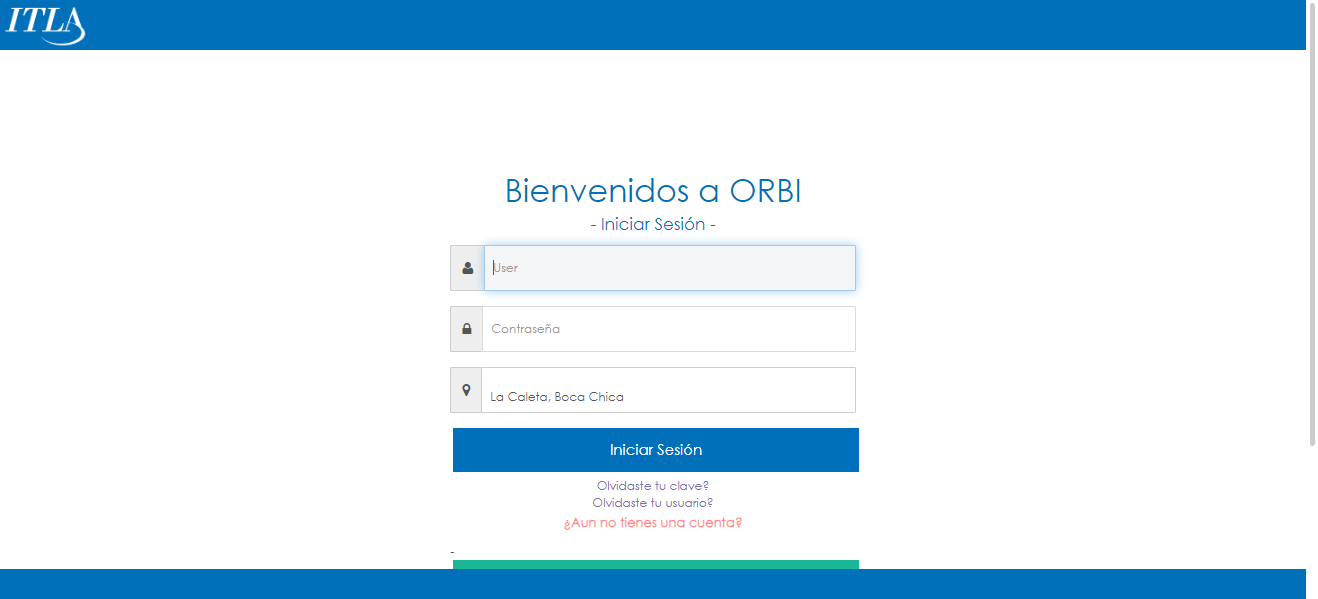 ITLA
Bienvenidos a ORBI
- Iniciar Sesión -
User
Contraseña
La Caleta, Boca Chica
Iniciar Sesión
Olvidaste tu clave?
Olvidaste tu usuario?
¿Aun no tienes una cuenta?
-